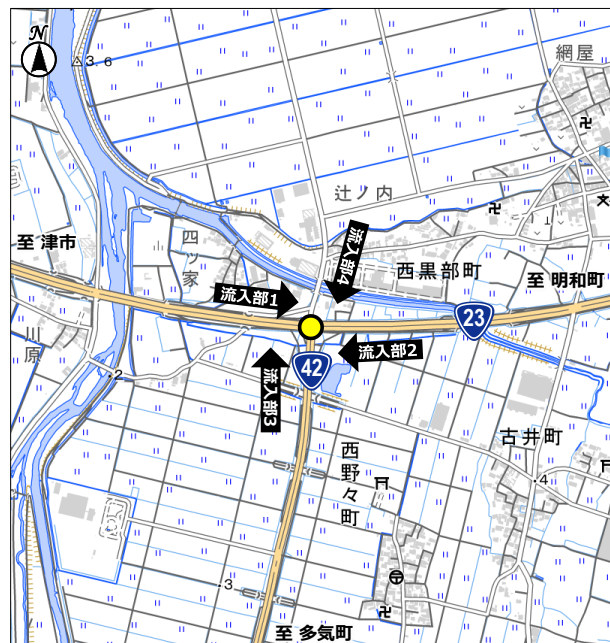 N
3.6
網屋
辻ノ内
至 津市
四ツ家
流入部4
西黒部町
至 明和町
流入部1
23
川原
流入部2
42
流入部3
2
古井町
西野々町
4
3
至 多気町